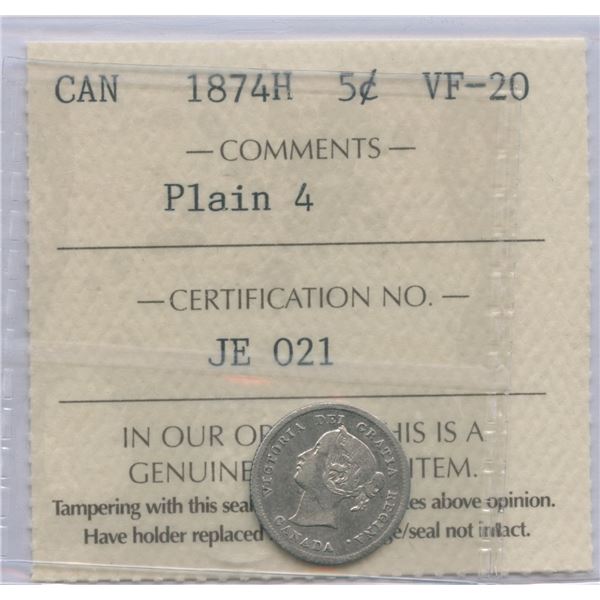 CAN 1874H 5¢ VF-20
— COMMENTS —
Plain 4
— CERTIFICATION NO. —
JE 021
IN OUR OP HIS IS A
GENUINE ITEM.
Tampering with this seal es above opinion.
Have holder replaced e/seal not intact.
VICTORIA DEI GRATIA REGINA.
CANADA